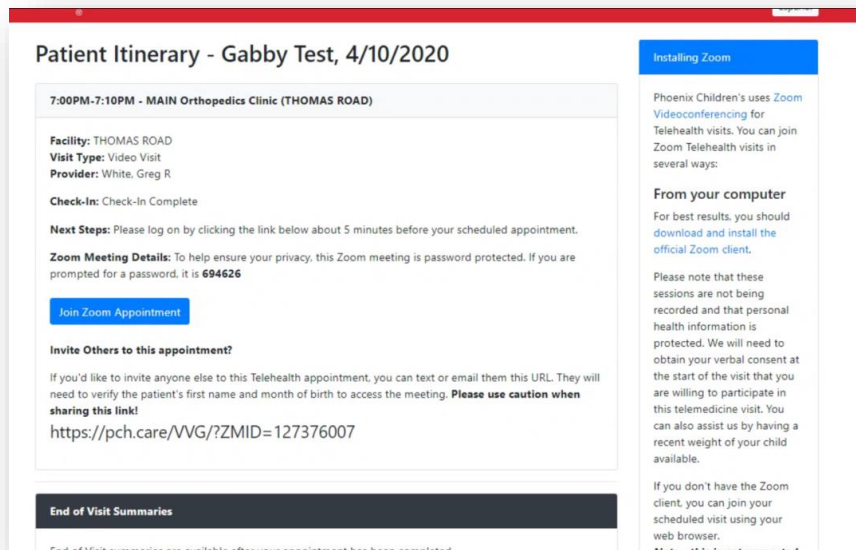 Patient Itinerary - Gabby Test, 4/10/2020
7:00PM-7:10PM - MAIN Orthopedics Clinic (THOMAS ROAD)
Facility: THOMAS ROAD
Visit Type: Video Visit
Provider: White, Greg R
Check-In: Check-In Complete
Next Steps: Please log on by clicking the link below about 5 minutes before your scheduled appointment.
Zoom Meeting Details: To help ensure your privacy, this Zoom meeting is password protected. If you are
prompted for a password, it is 694626
Join Zoom Appointment
Invite Others to this appointment?
If you'd like to invite anyone else to this Telehealth appointment, you can text or email them this URL. They will
need to verify the patient's first name and month of birth to access the meeting. Please use caution when
sharing this link!
https://pch.care/VVG/?ZMID=127376007
End of Visit Summaries
End of Visit summaries are available after your appointment has been completed.
Installing Zoom
Phoenix Children's uses Zoom
Videoconferencing for
Telehealth visits. You can join
Zoom Telehealth visits in
several ways:
From your computer
For best results, you should
download and install the
official Zoom client.
Please note that these
sessions are not being
recorded and that personal
health information is
protected. We will need to
obtain your verbal consent at
the start of the visit that you
are willing to participate in
this telemedicine visit. You
can also assist us by having a
recent weight of your child
available.
If you don't have the Zoom
client, you can join your
scheduled visit using your
web browser.